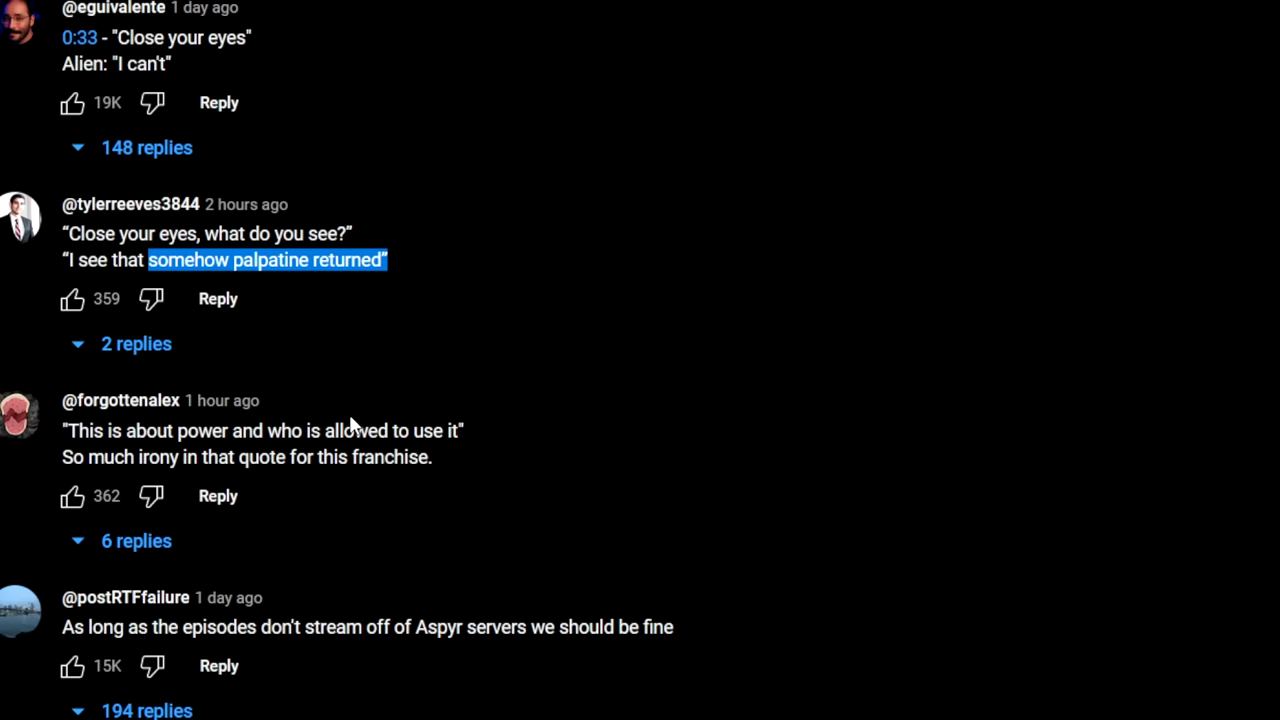 @eguivalente 1 day ago
0:33 - "Close your eyes"
Alien: "I can't"
19K Reply
148 replies
@tylerreeves3844 2 hours ago
“Close your eyes, what do you see?”
“I see that somehow palpatine returned”
359 Reply
2 replies
@forgottenalex 1 hour ago
"This is about power and who is allowed to use it"
So much irony in that quote for this franchise.
362 Reply
6 replies
@postRTFfailure 1 day ago
As long as the episodes don't stream off of Aspyr servers we should be fine
15K Reply
194 replies